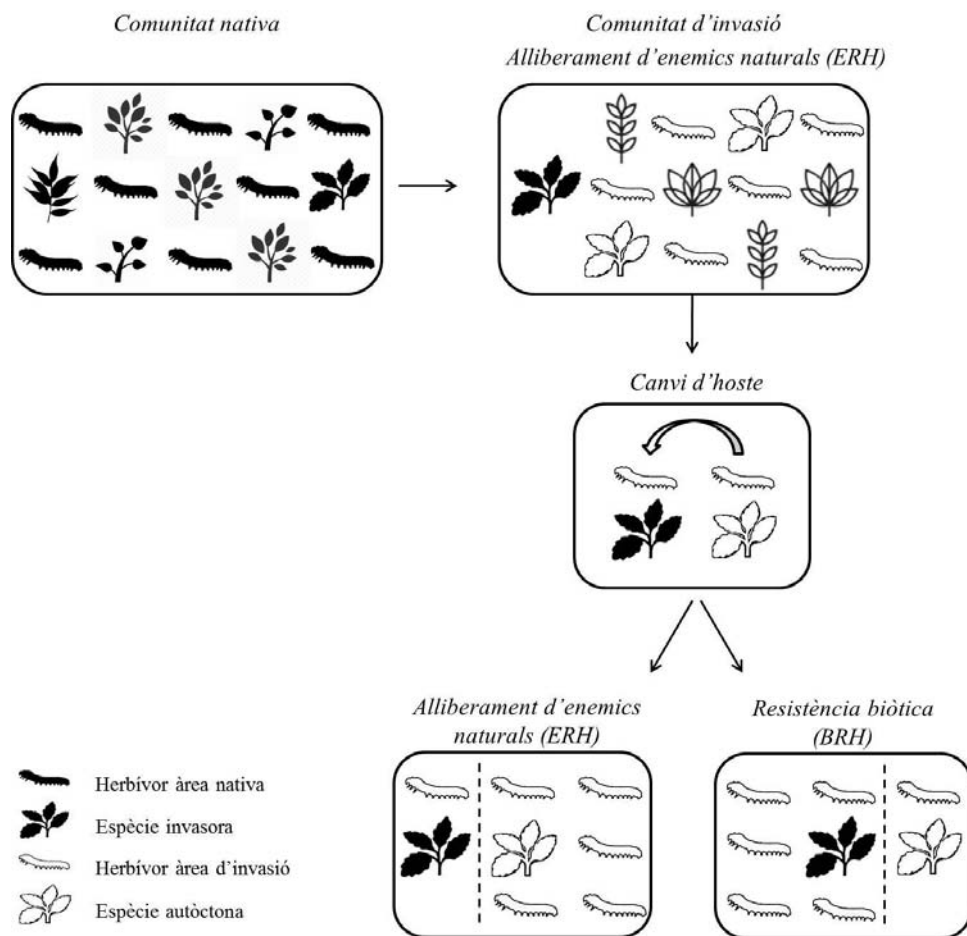 Comunitat nativa
Comunitat d'invasió
Alliberament d'enemics naturals (ERH)
Canvi d'hoste
Alliberament d'enemics
naturals (ERH)
Resistència biòtica
(BRH)
Herbívor àrea nativa
Espècie invasora
Herbívor àrea d'invasió
Espècie autòctona